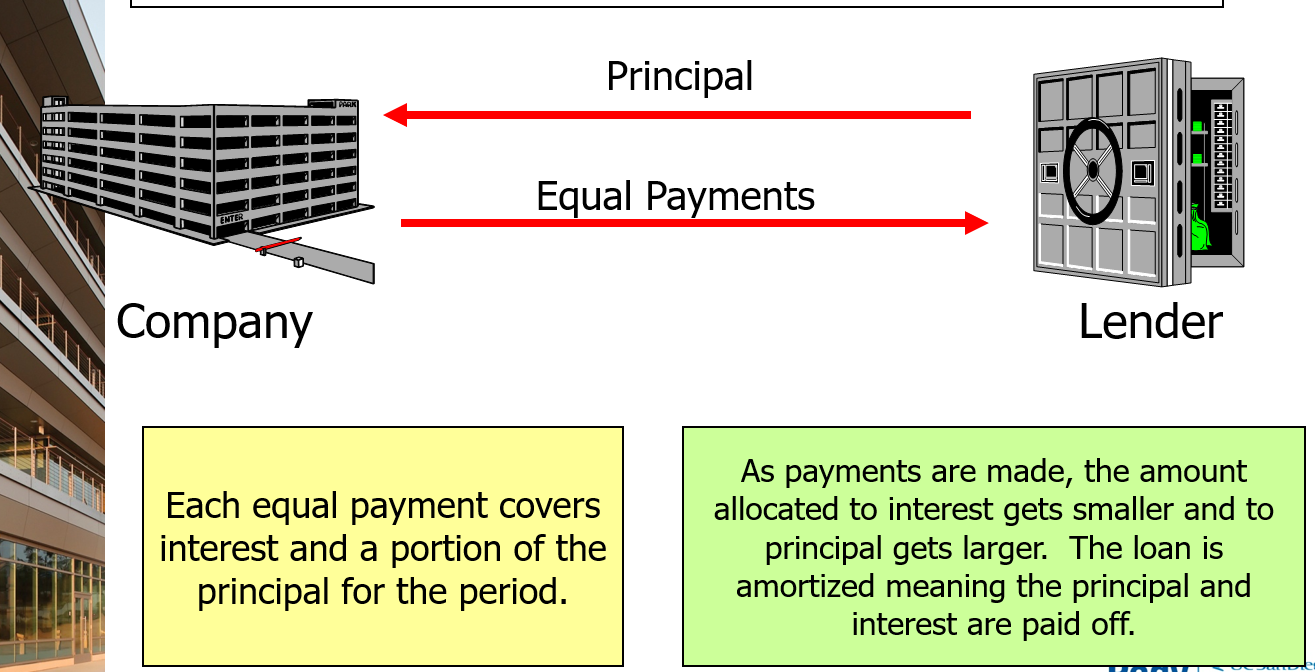 Principal
PARK
Equal Payments
ENTER
Company
Lender
Each equal payment covers
interest and a portion of the
principal for the period.
As payments are made, the amount
allocated to interest gets smaller and to
principal gets larger.  The loan is
amortized meaning the principal and
interest are paid off.